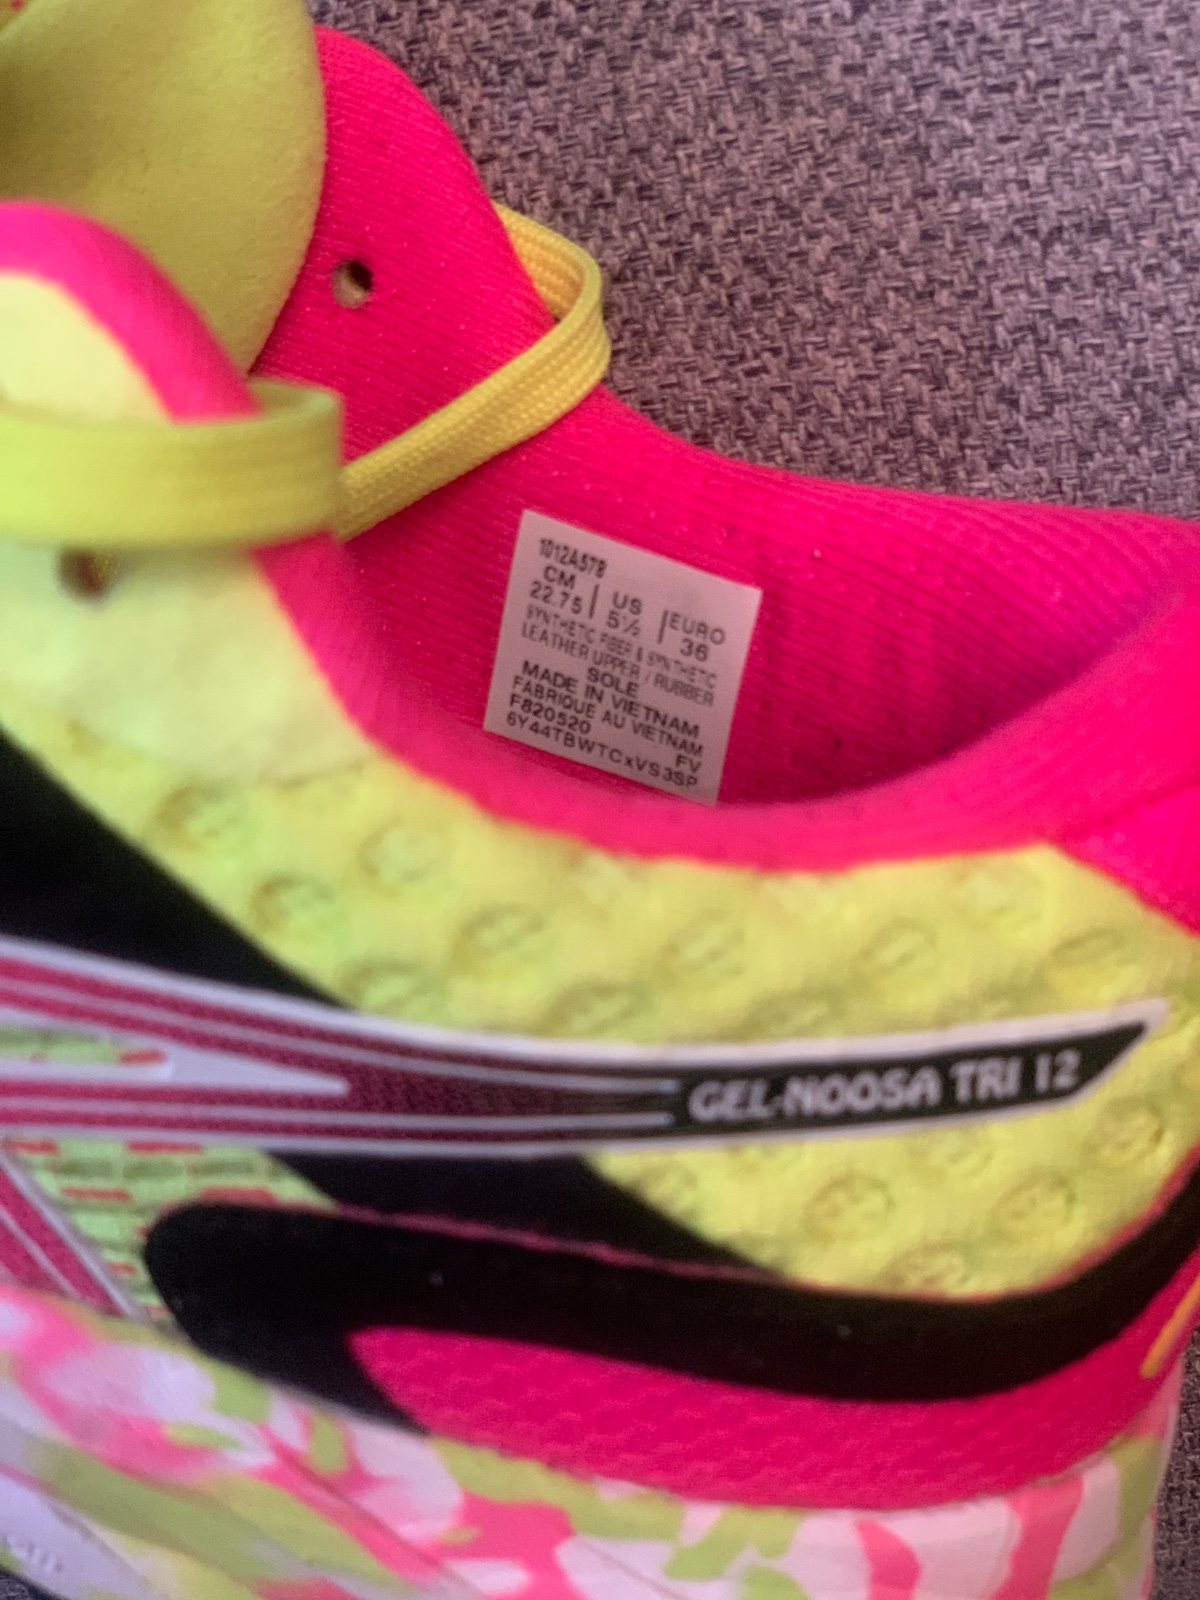 1012A578
CM | US | EURO
22.75 | 5½ | 36
SYNTHETIC FIBER & SYNTHETIC
LEATHER UPPER / RUBBER
SOLE
MADE IN VIETNAM
FABRIQUE AU VIETNAM
F820520 FV
6Y44TBWTCxVS3SP
GEL-NOOSA TRI 12